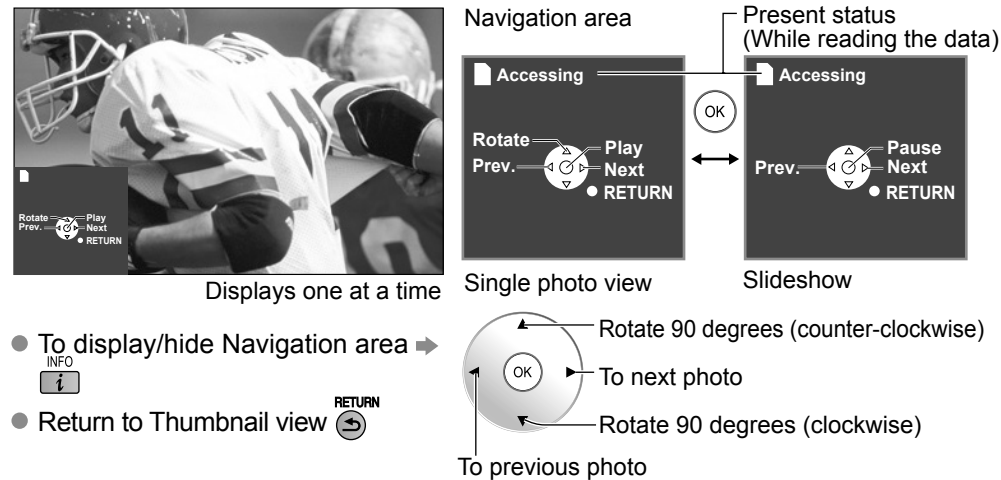 Navigation area
Present status
(While reading the data)
Accessing
Rotate
Prev.
Play
Next
RETURN
OK
Accessing
Prev.
Pause
Next
RETURN
Rotate
Prev.
Play
Next
RETURN
Displays one at a time
Single photo view
Slideshow
To display/hide Navigation area
INFO
i
Return to Thumbnail view
RETURN
Rotate 90 degrees (counter-clockwise)
OK
To next photo
Rotate 90 degrees (clockwise)
To previous photo